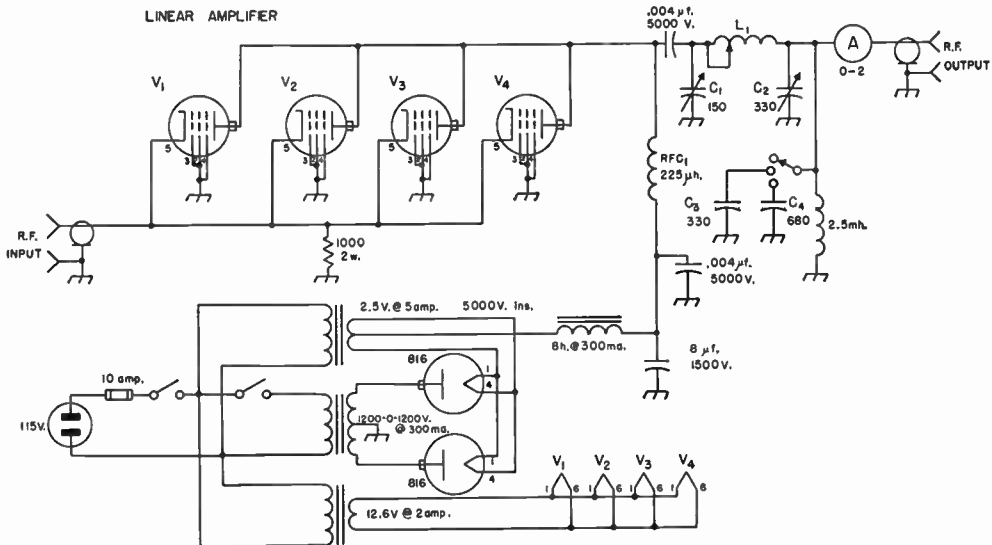 LINEAR AMPLIFIER
.004 µf.
5000 V.
L1
A
0-2
R.F.
OUTPUT
C1
150
C2
330
V1
V2
V3
V4
5
5
5
5
3 2 4
3 2 4
3 2 4
3 2 4
RFC1
225µh.
C3
330
C4
680
2.5mh.
R.F.
INPUT
1000
2w.
.004µf.
5000V.
2.5V.@ 5amp.
5000V. Ins.
8h.@300ma.
8 µf.
1500V.
10 amp.
115V.
816
1
4
1200-0-1200V.
@ 300ma.
816
1
4
V1
V2
V3
V4
1
6
1
6
1
6
1
6
12.6V @ 2amp.